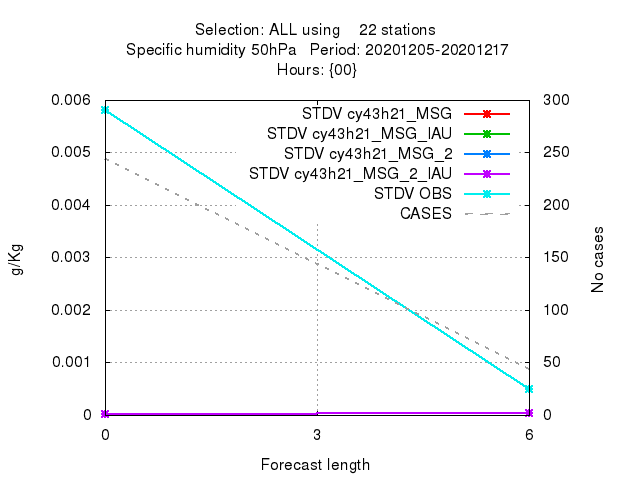 Selection: ALL using 22 stations
Specific humidity 50hPa Period: 20201205-20201217
Hours: {00}
STDV cy43h21_MSG
STDV cy43h21_MSG_IAU
STDV cy43h21_MSG_2
STDV cy43h21_MSG_2_IAU
STDV OBS
CASES
0.006
0.005
0.004
0.003
0.002
0.001
0
g/Kg
300
250
200
150
100
50
0
No cases
0 3 6
Forecast length